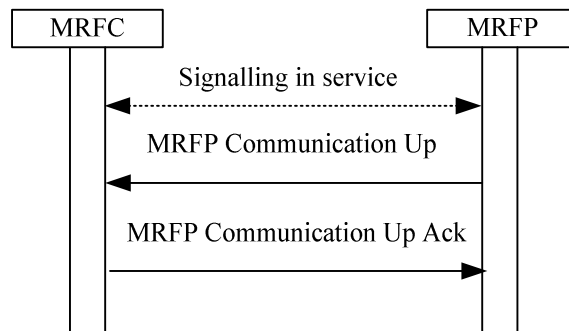 MRFC
MRFP
Signalling in service
MRFP Communication Up
MRFP Communication Up Ack